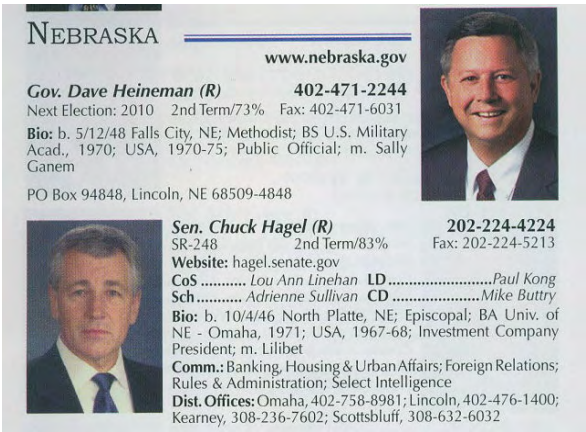 NEBRASKA
www.nebraska.gov
Gov. Dave Heineman (R) 402-471-2244
Next Election: 2010 2nd Term/73% Fax: 402-471-6031
Bio: b. 5/12/48 Falls City, NE; Methodist; BS U.S. Military
Acad., 1970; USA, 1970-75; Public Official; m. Sally
Ganem
PO Box 94848, Lincoln, NE 68509-4848
Sen. Chuck Hagel (R) 202-224-4224
SR-248 2nd Term/83% Fax: 202-224-5213
Website: hagel.senate.gov
CoS ........... Lou Ann Linehan LD .........................Paul Kong
Sch ........... Adrienne Sullivan CD .....................Mike Buttry
Bio: b. 10/4/46 North Platte, NE; Episcopal; BA Univ. of
NE - Omaha, 1971; USA, 1967-68; Investment Company
President; m. Lilibet
Comm.: Banking, Housing & Urban Affairs; Foreign Relations;
Rules & Administration; Select Intelligence
Dist. Offices: Omaha, 402-758-8981; Lincoln, 402-476-1400;
Kearney, 308-236-7602; Scottsbluff, 308-632-6032